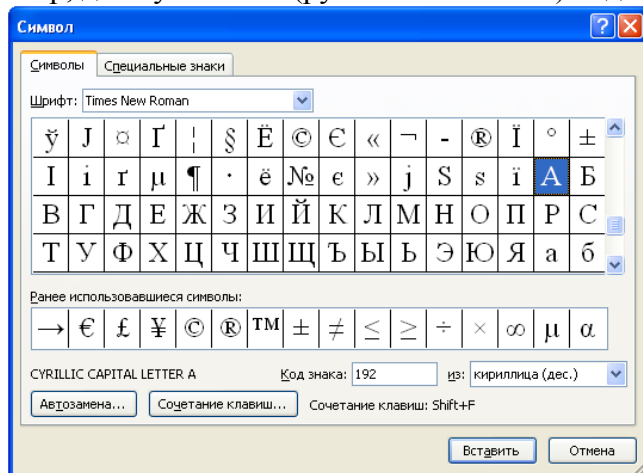 Символ
Символы Специальные знаки
Шрифт: Times New Roman
ў Ј ¤ Ґ ¦ § Ё © Є « ¬ - ® Ї ° ±
І і ґ µ ¶ · ё № є » ј Ѕ ѕ ї А Б
В Г Д Е Ж З И Й К Л М Н О П Р С
Т У Ф Х Ц Ч Ш Щ Ъ Ы Ь Э Ю Я а б
Ранее использовавшиеся символы:
→ € £ ¥ © ® ™ ± ≠ ≤ ≥ ÷ × ∞ µ α
CYRILLIC CAPITAL LETTER A Код знака: 192 из: кириллица (дес.)
Автозамена... Сочетание клавиш... Сочетание клавиш: Shift+F
Вставить Отмена